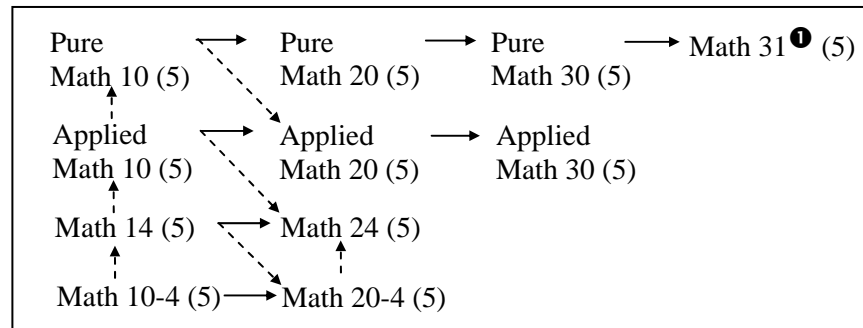 Pure Pure Pure Math 31❶ (5)
Math 10 (5) Math 20 (5) Math 30 (5)
Applied Applied Applied
Math 10 (5) Math 20 (5) Math 30 (5)
Math 14 (5) Math 24 (5)
Math 10-4 (5) Math 20-4 (5)